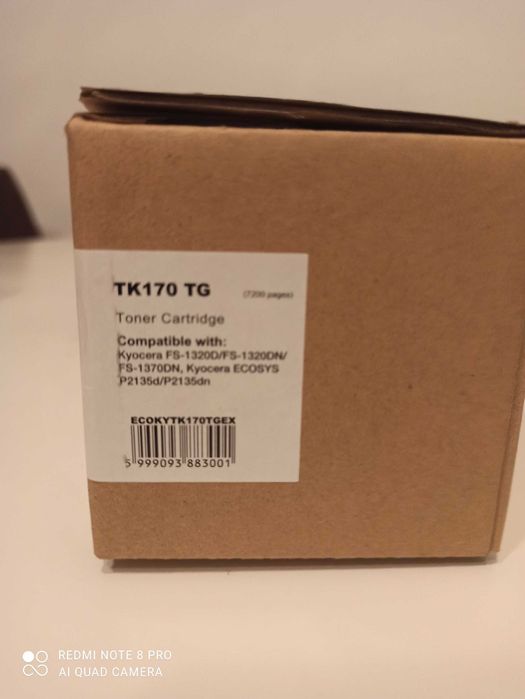 TK170 TG (7200 pages)
Toner Cartridge
Compatible with:
Kyocera FS-1320D/FS-1320DN/
FS-1370DN, Kyocera ECOSYS
P2135d/P2135dn
ECOKYTK170TGEX
5 999093 883001
REDMI NOTE 8 PRO
AI QUAD CAMERA